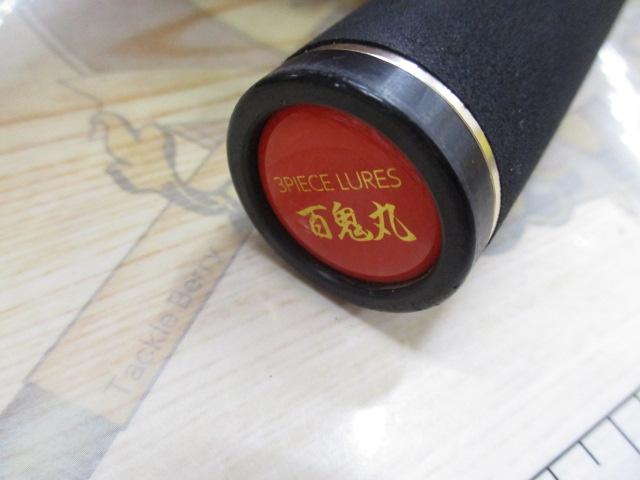 3PIECE LURES
百鬼丸
Tackle Berry